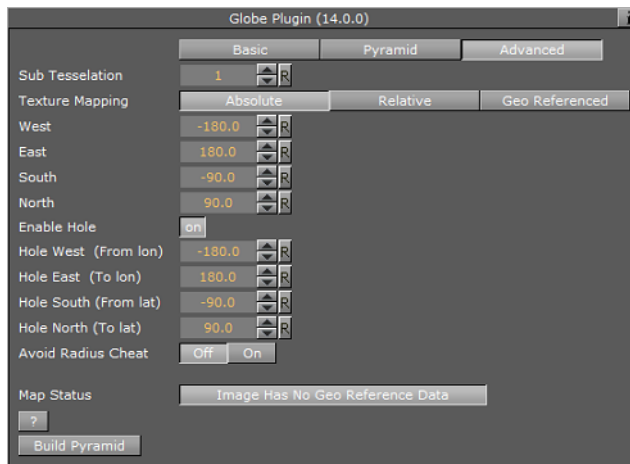 Globe Plugin (14.0.0)
Basic Pyramid Advanced
Sub Tesselation 1 R
Texture Mapping Absolute Relative Geo Referenced
West -180.0 R
East 180.0 R
South -90.0 R
North 90.0 R
Enable Hole on
Hole West (From lon) -180.0 R
Hole East (To lon) 180.0 R
Hole South (From lat) -90.0 R
Hole North (To lat) 90.0 R
Avoid Radius Cheat Off On
Map Status Image Has No Geo Reference Data
?
Build Pyramid